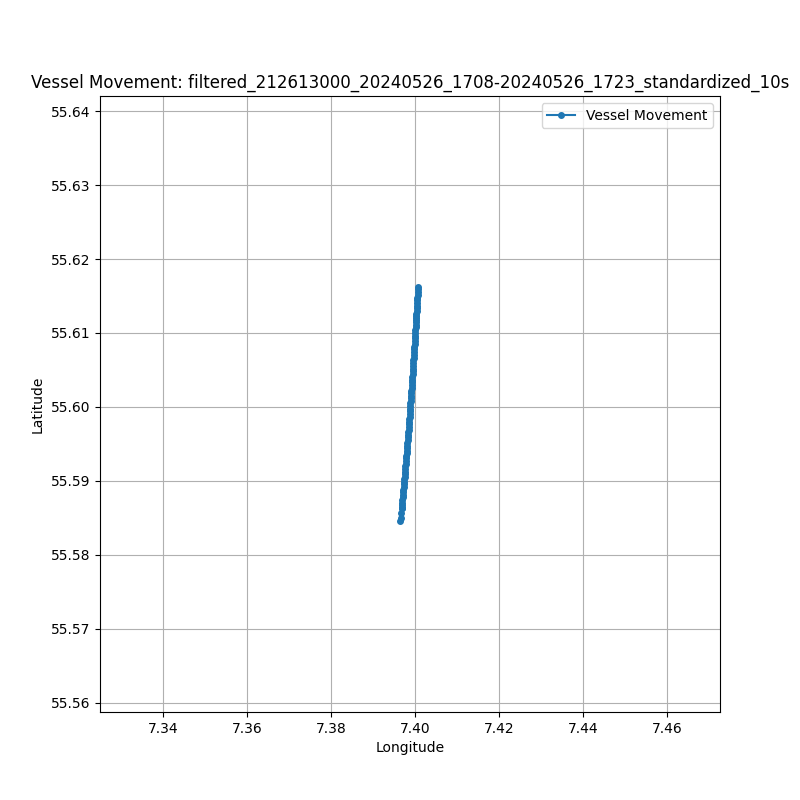 Vessel Movement: filtered_212613000_20240526_1708-20240526_1723_standardized_10s
Vessel Movement
55.64
55.63
55.62
55.61
55.60
55.59
55.58
55.57
55.56
Latitude
7.34 7.36 7.38 7.40 7.42 7.44 7.46
Longitude